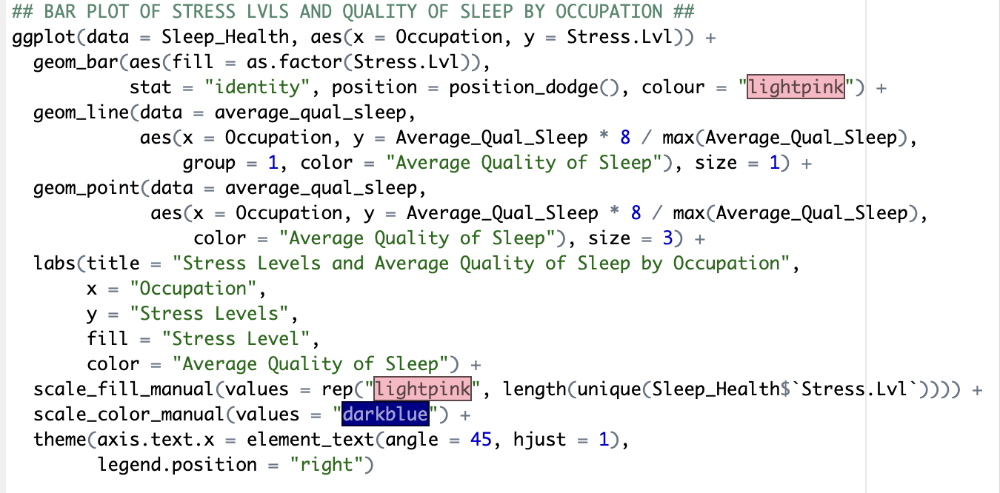 ## BAR PLOT OF STRESS LVLS AND QUALITY OF SLEEP BY OCCUPATION ##
ggplot(data = Sleep_Health, aes(x = Occupation, y = Stress.Lvl)) +
  geom_bar(aes(fill = as.factor(Stress.Lvl)),
           stat = "identity", position = position_dodge(), colour = "lightpink") +
  geom_line(data = average_qual_sleep,
            aes(x = Occupation, y = Average_Qual_Sleep * 8 / max(Average_Qual_Sleep),
                group = 1, color = "Average Quality of Sleep"), size = 1) +
  geom_point(data = average_qual_sleep,
             aes(x = Occupation, y = Average_Qual_Sleep * 8 / max(Average_Qual_Sleep),
                 color = "Average Quality of Sleep"), size = 3) +
  labs(title = "Stress Levels and Average Quality of Sleep by Occupation",
       x = "Occupation",
       y = "Stress Levels",
       fill = "Stress Level",
       color = "Average Quality of Sleep") +
  scale_fill_manual(values = rep("lightpink", length(unique(Sleep_Health$`Stress.Lvl`)))) +
  scale_color_manual(values = "darkblue") +
  theme(axis.text.x = element_text(angle = 45, hjust = 1),
        legend.position = "right")